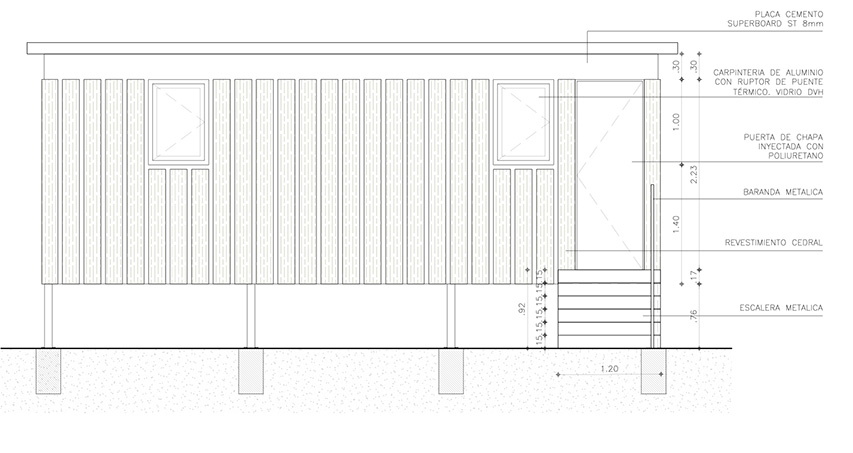 PLACA CEMENTO
SUPERBOARD ST 8mm
.30
.30
CARPINTERIA DE ALUMINIO
CON RUPTOR DE PUENTE
TÉRMICO. VIDRIO DVH
1.00
PUERTA DE CHAPA
INYECTADA CON
POLIURETANO
2.23
BARANDA METALICA
1.40
REVESTIMIENTO CEDRAL
.17
.92
.15
.15
.15
.15
.15
.76
ESCALERA METALICA
1.20